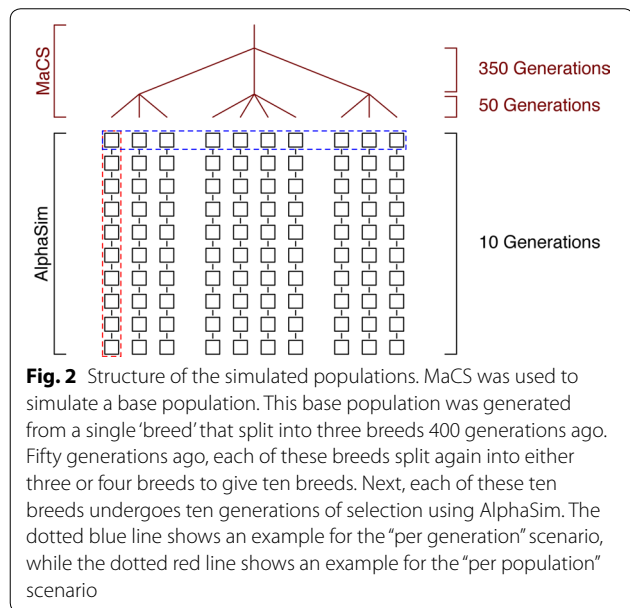 MaCS
350 Generations
50 Generations
AlphaSim
10 Generations
Fig. 2 Structure of the simulated populations. MaCS was used to
simulate a base population. This base population was generated
from a single ‘breed’ that split into three breeds 400 generations ago.
Fifty generations ago, each of these breeds split again into either
three or four breeds to give ten breeds. Next, each of these ten
breeds undergoes ten generations of selection using AlphaSim. The
dotted blue line shows an example for the “per generation” scenario,
while the dotted red line shows an example for the “per population”
scenario